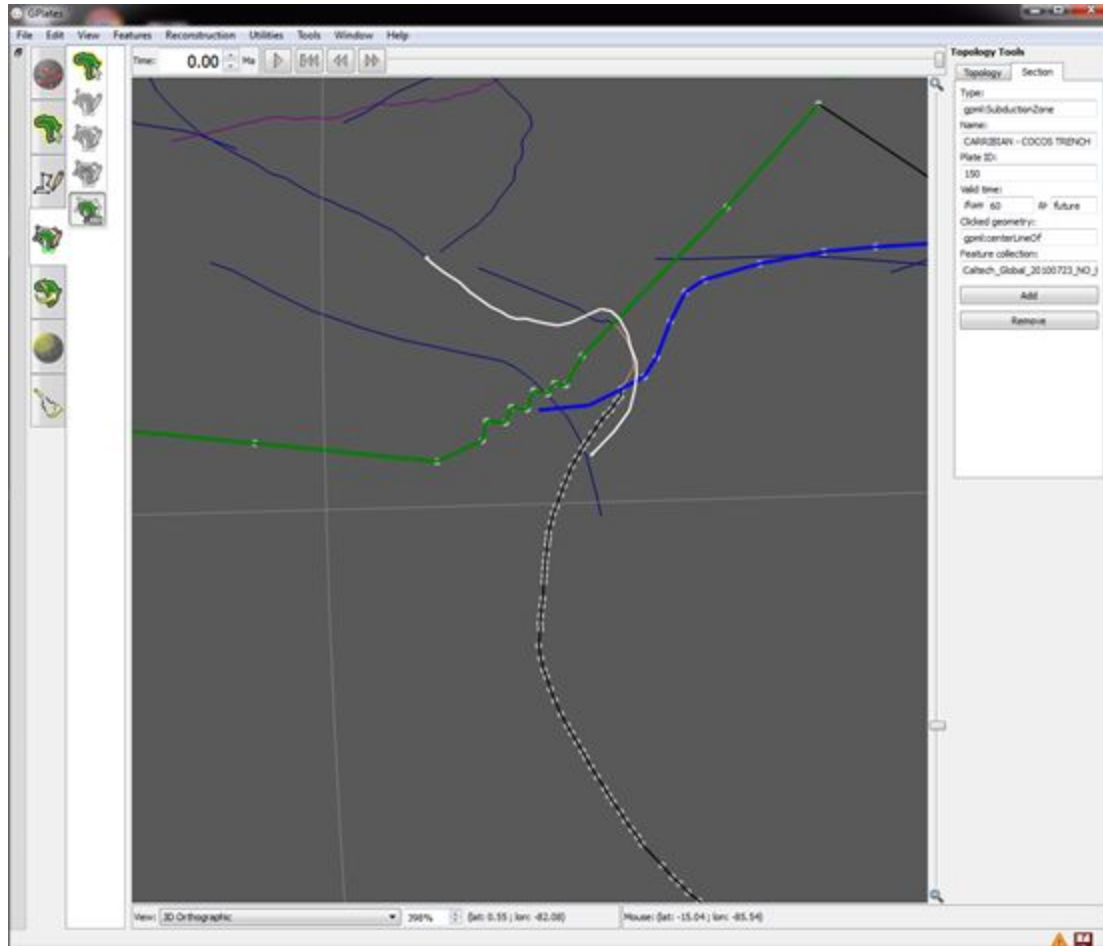 GPlates
File Edit View Features Reconstruction Utilities Tools Window Help
Time: 0.00 Ma
Topology Tools
Topology Section
Type:
gpml:SubductionZone
Name:
CARRIBIAN - COCOS TRENCH
Plate ID:
150
Valid time:
from 60 to future
Clicked geometry:
gpml:centerLineOf
Feature collection:
Caltech_Global_20100723_NO_
Add
Remove
View: 3D Orthographic 398% (lat: 0.55 ; lon: -82.08) Mouse: (lat: -15.04 ; lon: -85.54)